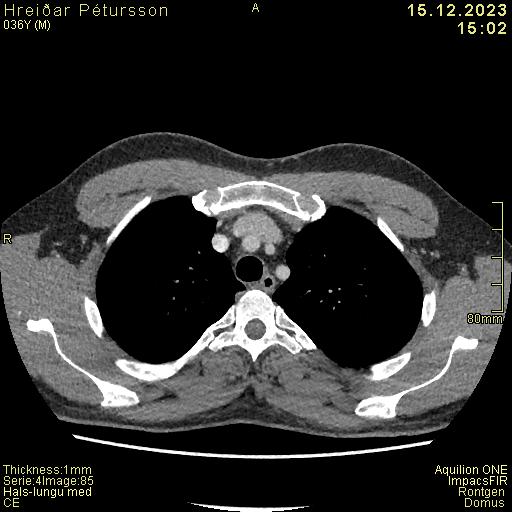 Hreiðar Pétursson
036Y (M)
A
15.12.2023
15:02
R
80mm
Thickness:1mm
Serie:4Image:85
Hals-lungu med
CE
Aquilion ONE
ImpacsFIR
Rontgen
Domus